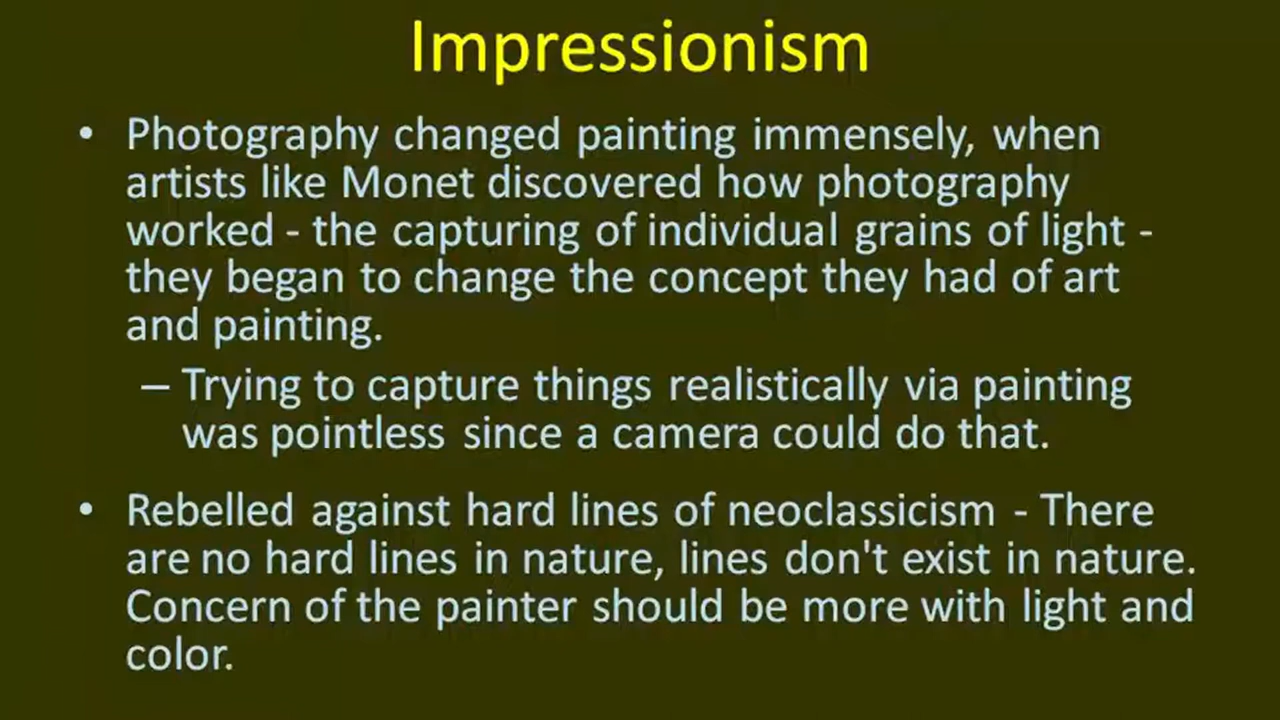 Impressionism
• Photography changed painting immensely, when
artists like Monet discovered how photography
worked - the capturing of individual grains of light -
they began to change the concept they had of art
and painting.
– Trying to capture things realistically via painting
was pointless since a camera could do that.
• Rebelled against hard lines of neoclassicism - There
are no hard lines in nature, lines don't exist in nature.
Concern of the painter should be more with light and
color.